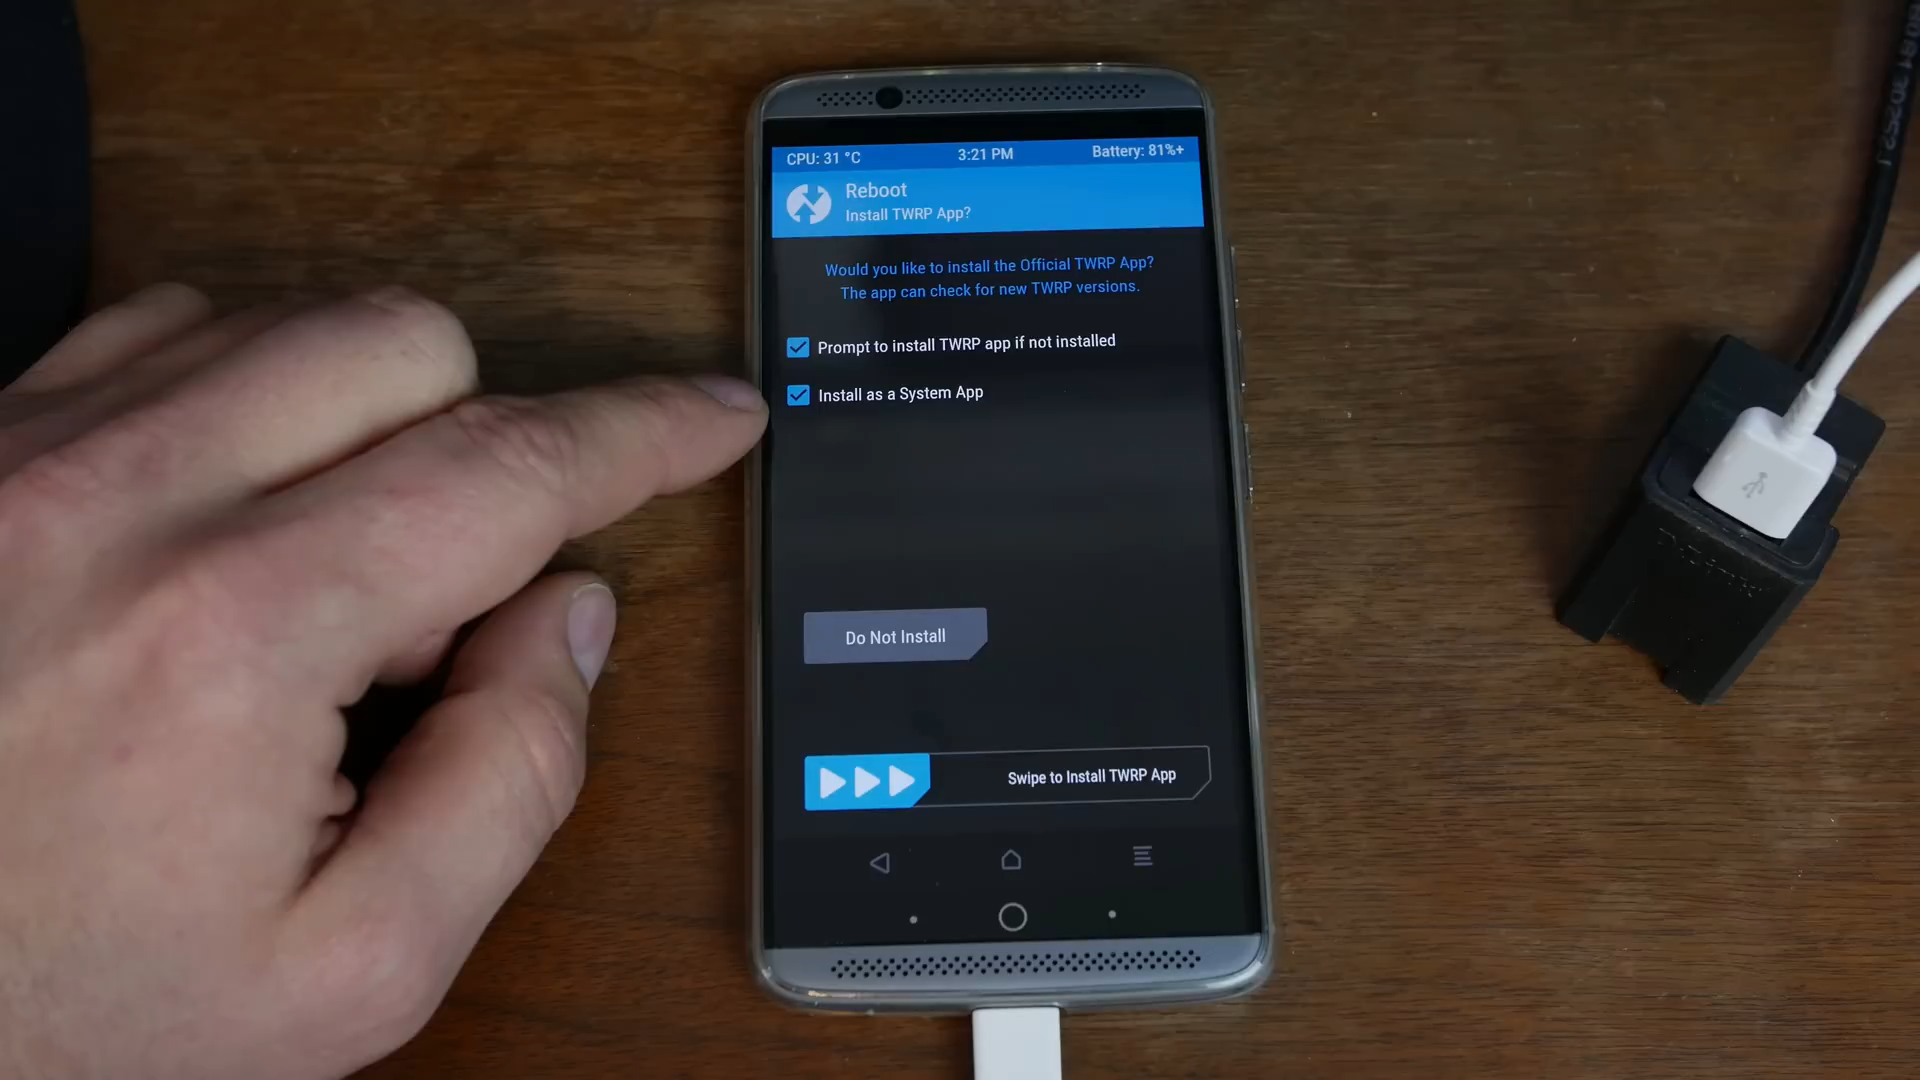 CPU: 31 °C 3:21 PM Battery: 81%+
Reboot
Install TWRP App?
Would you like to install the Official TWRP App?
The app can check for new TWRP versions.
Prompt to install TWRP app if not installed
Install as a System App
Do Not Install
Swipe to Install TWRP App